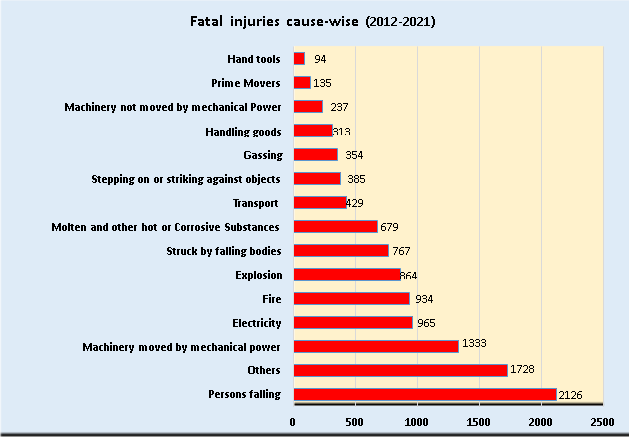 Fatal injuries cause-wise (2012-2021)
Hand tools 94
Prime Movers 135
Machinery not moved by mechanical Power 237
Handling goods 313
Gassing 354
Stepping on or striking against objects 385
Transport 429
Molten and other hot or Corrosive Substances 679
Struck by falling bodies 767
Explosion 864
Fire 934
Electricity 965
Machinery moved by mechanical power 1333
Others 1728
Persons falling 2126
0 500 1000 1500 2000 2500